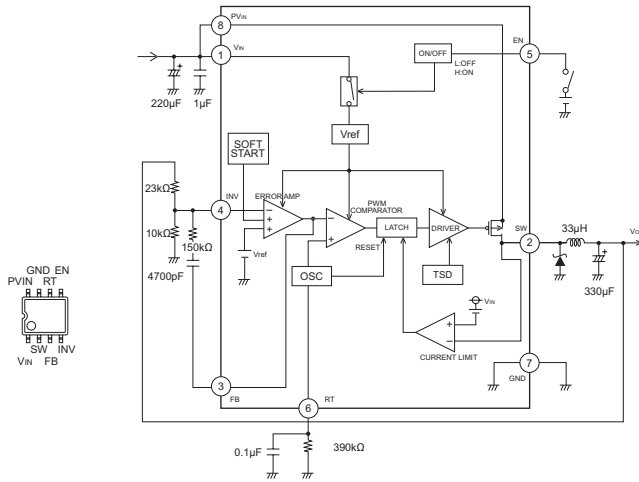 8
PVIN
1
VIN
220µF
1µF
ON/OFF
L:OFF
H:ON
EN
5
Vref
SOFT
START
23kΩ
4
INV
ERROR AMP
PWM
COMPARATOR
LATCH
DRIVER
SW
2
33µH
VO
10kΩ
150kΩ
4700pF
Vref
OSC
RESET
TSD
330µF
VIN
CURRENT LIMIT
GND EN
PVIN RT
SW INV
VIN FB
3
FB
6
RT
7
GND
0.1µF
390kΩ